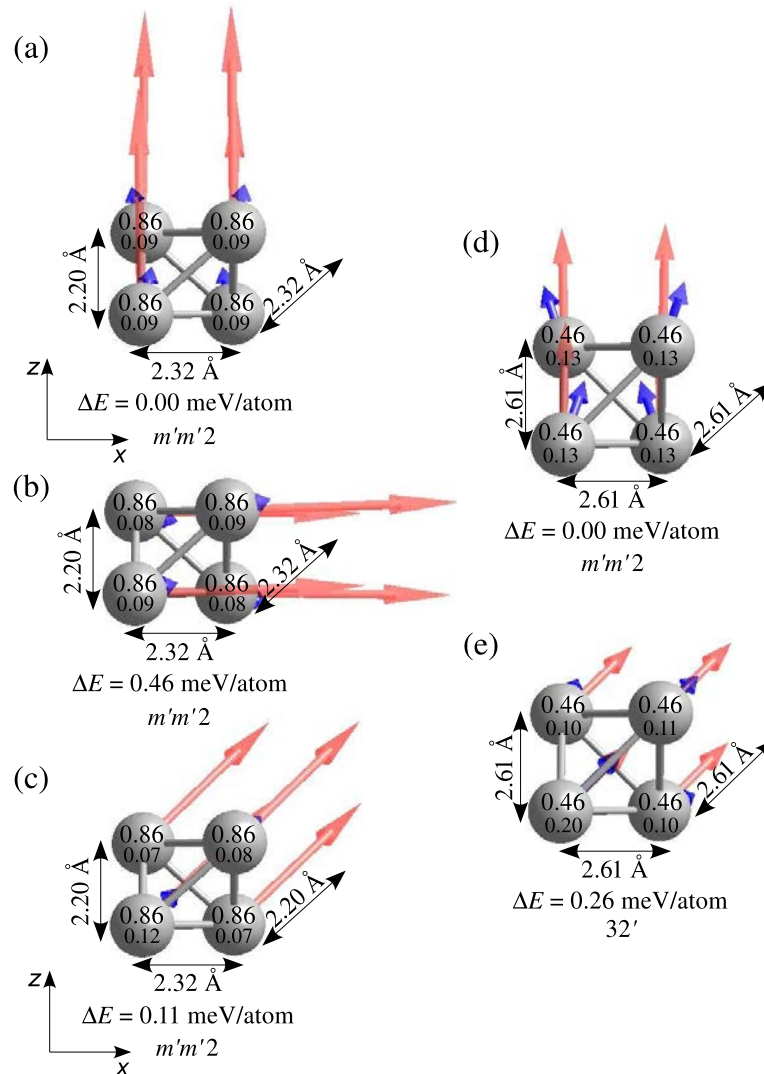 (a)
0.86 0.86
0.09 0.09
2.20 Å
0.86 0.86
0.09 0.09
2.32 Å
2.32 Å
z
x
ΔE = 0.00 meV/atom
m'm'2
(b)
0.86 0.86
0.08 0.09
2.20 Å
0.86 0.86
0.09 0.08
2.32 Å
2.32 Å
ΔE = 0.46 meV/atom
m'm'2
(c)
0.86 0.86
0.07 0.08
2.20 Å
0.86 0.86
0.12 0.07
2.20 Å
2.32 Å
z
x
ΔE = 0.11 meV/atom
m'm'2
(d)
0.46 0.46
0.13 0.13
2.61 Å
0.46 0.46
0.13 0.13
2.61 Å
2.61 Å
ΔE = 0.00 meV/atom
m'm'2
(e)
0.46 0.46
0.10 0.11
2.61 Å
0.46 0.46
0.20 0.10
2.61 Å
2.61 Å
ΔE = 0.26 meV/atom
32'